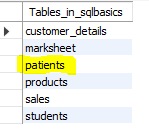 Tables_in_sqlbasics
customer_details
marksheet
patients
products
sales
students